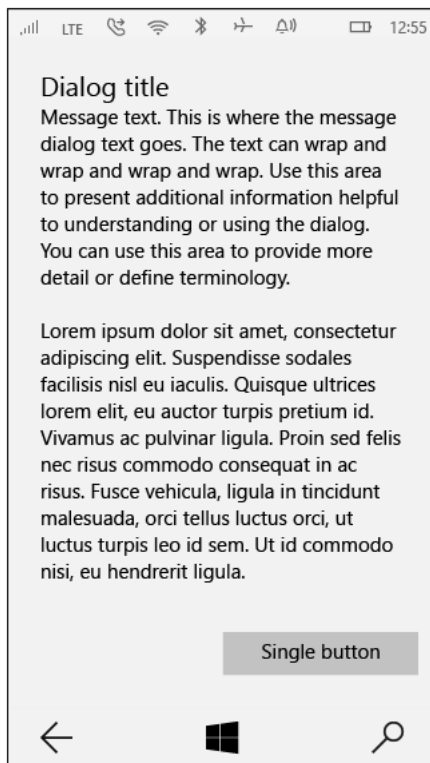 LTE 12:55
Dialog title
Message text. This is where the message
dialog text goes. The text can wrap and
wrap and wrap and wrap. Use this area
to present additional information helpful
to understanding or using the dialog.
You can use this area to provide more
detail or define terminology.
Lorem ipsum dolor sit amet, consectetur
adipiscing elit. Suspendisse sodales
facilisis nisl eu iaculis. Quisque ultrices
lorem elit, eu auctor turpis pretium id.
Vivamus ac pulvinar ligula. Proin sed felis
nec risus commodo consequat in ac
risus. Fusce vehicula, ligula in tincidunt
malesuada, orci tellus luctus orci, ut
luctus turpis leo id sem. Ut id commodo
nisi, eu hendrerit ligula.
Single button